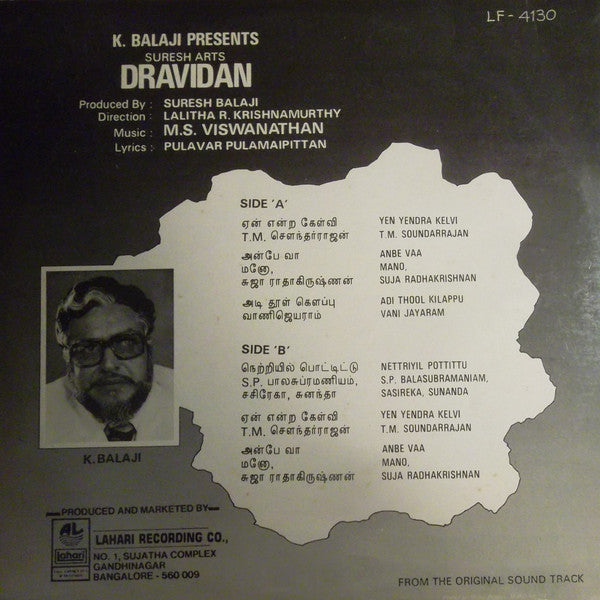 LF-4130
K. BALAJI PRESENTS
SURESH ARTS
DRAVIDAN
Produced By : SURESH BALAJI
Direction : LALITHA R. KRISHNAMURTHY
Music : M.S. VISWANATHAN
Lyrics : PULAVAR PULAMAIPITTAN
SIDE 'A'
ஏன் என்ற கேள்வி YEN YENDRA KELVI
T.M. சௌந்தர்ராஜன் T.M. SOUNDARRAJAN
அன்பே வா ANBE VAA
மனோ, MANO,
சுஜா ராதாகிருஷ்ணன் SUJA RADHAKRISHNAN
அடி தூள் கெளப்பு ADI THOOL KILAPPU
வாணிஜெயராம் VANI JAYARAM
SIDE 'B'
நெற்றியில் பொட்டிட்டு NETTRIYIL POTTITTU
S.P. பாலசுப்ரமணியம், S.P. BALASUBRAMANIAM,
சசிரேகா, சுனந்தா SASIREKA, SUNANDA
ஏன் என்ற கேள்வி YEN YENDRA KELVI
T.M. சௌந்தர்ராஜன் T.M. SOUNDARRAJAN
அன்பே வா ANBE VAA
மனோ, MANO,
சுஜா ராதாகிருஷ்ணன் SUJA RADHAKRISHNAN
K. BALAJI
PRODUCED AND MARKETED BY
Lahari
LAHARI RECORDING CO.,
NO. 1, SUJATHA COMPLEX
GANDHINAGAR
BANGALORE - 560 009
FROM THE ORIGINAL SOUND TRACK